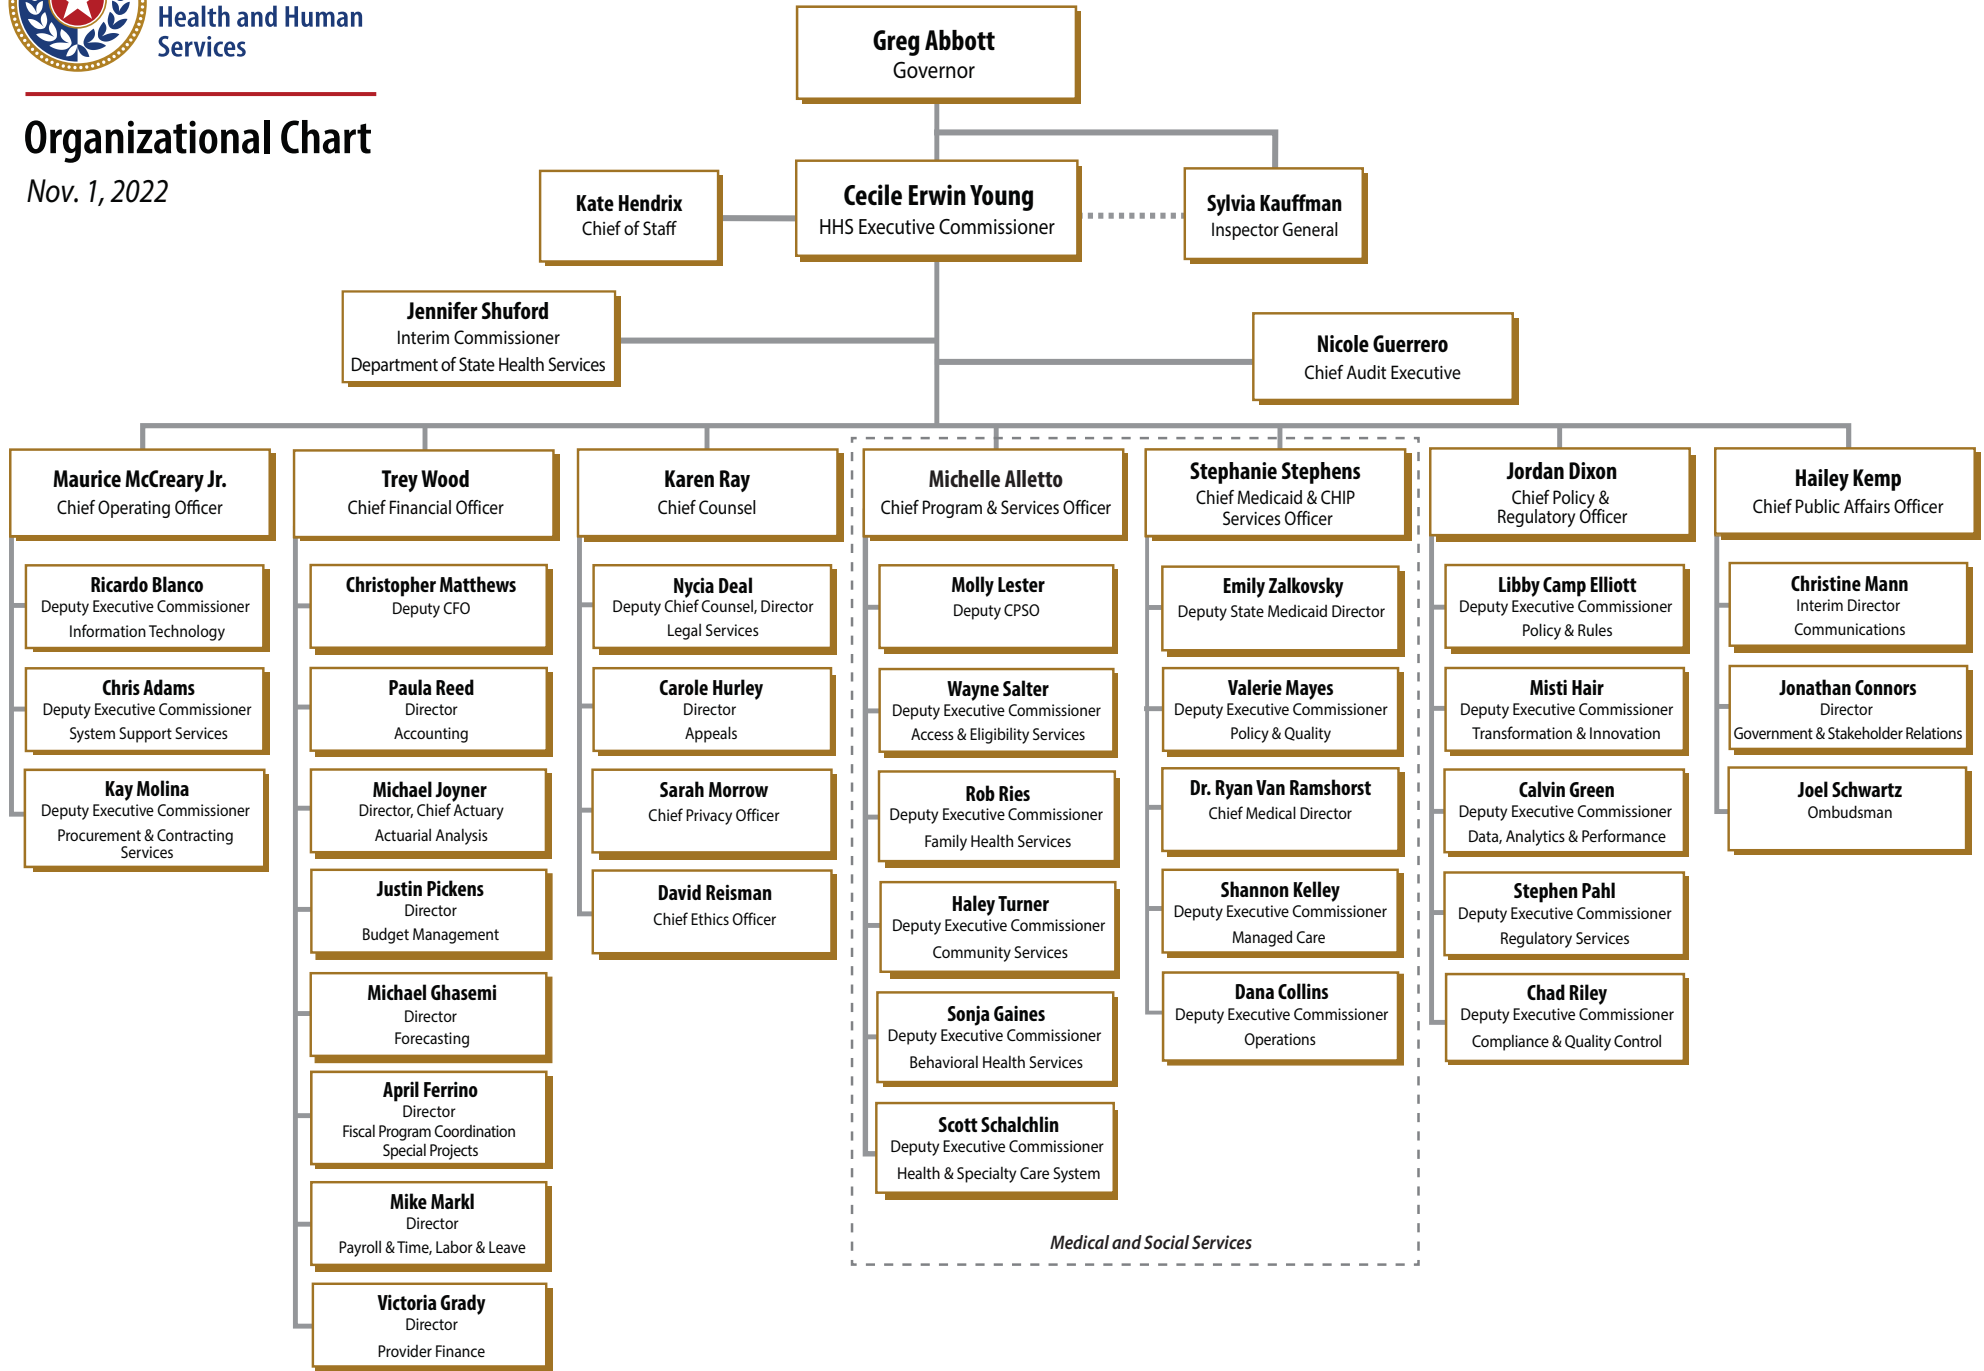 Health and Human
Services
Organizational Chart
Nov. 1, 2022
Greg Abbott
Governor
Kate Hendrix
Chief of Staff
Cecile Erwin Young
HHS Executive Commissioner
Sylvia Kauffman
Inspector General
Jennifer Shuford
Interim Commissioner
Department of State Health Services
Nicole Guerrero
Chief Audit Executive
Maurice McCreary Jr.
Chief Operating Officer
Ricardo Blanco
Deputy Executive Commissioner
Information Technology
Chris Adams
Deputy Executive Commissioner
System Support Services
Kay Molina
Deputy Executive Commissioner
Procurement & Contracting
Services
Trey Wood
Chief Financial Officer
Christopher Matthews
Deputy CFO
Paula Reed
Director
Accounting
Michael Joyner
Director, Chief Actuary
Actuarial Analysis
Justin Pickens
Director
Budget Management
Michael Ghasemi
Director
Forecasting
April Ferrino
Director
Fiscal Program Coordination
Special Projects
Mike Markl
Director
Payroll & Time, Labor & Leave
Victoria Grady
Director
Provider Finance
Karen Ray
Chief Counsel
Nycia Deal
Deputy Chief Counsel, Director
Legal Services
Carole Hurley
Director
Appeals
Sarah Morrow
Chief Privacy Officer
David Reisman
Chief Ethics Officer
Michelle Alletto
Chief Program & Services Officer
Molly Lester
Deputy CPSO
Wayne Salter
Deputy Executive Commissioner
Access & Eligibility Services
Rob Ries
Deputy Executive Commissioner
Family Health Services
Haley Turner
Deputy Executive Commissioner
Community Services
Sonja Gaines
Deputy Executive Commissioner
Behavioral Health Services
Scott Schalchlin
Deputy Executive Commissioner
Health & Specialty Care System
Stephanie Stephens
Chief Medicaid & CHIP
Services Officer
Emily Zalkovsky
Deputy State Medicaid Director
Valerie Mayes
Deputy Executive Commissioner
Policy & Quality
Dr. Ryan Van Ramshorst
Chief Medical Director
Shannon Kelley
Deputy Executive Commissioner
Managed Care
Dana Collins
Deputy Executive Commissioner
Operations
Medical and Social Services
Jordan Dixon
Chief Policy &
Regulatory Officer
Libby Camp Elliott
Deputy Executive Commissioner
Policy & Rules
Misti Hair
Deputy Executive Commissioner
Transformation & Innovation
Calvin Green
Deputy Executive Commissioner
Data, Analytics & Performance
Stephen Pahl
Deputy Executive Commissioner
Regulatory Services
Chad Riley
Deputy Executive Commissioner
Compliance & Quality Control
Hailey Kemp
Chief Public Affairs Officer
Christine Mann
Interim Director
Communications
Jonathan Connors
Director
Government & Stakeholder Relations
Joel Schwartz
Ombudsman